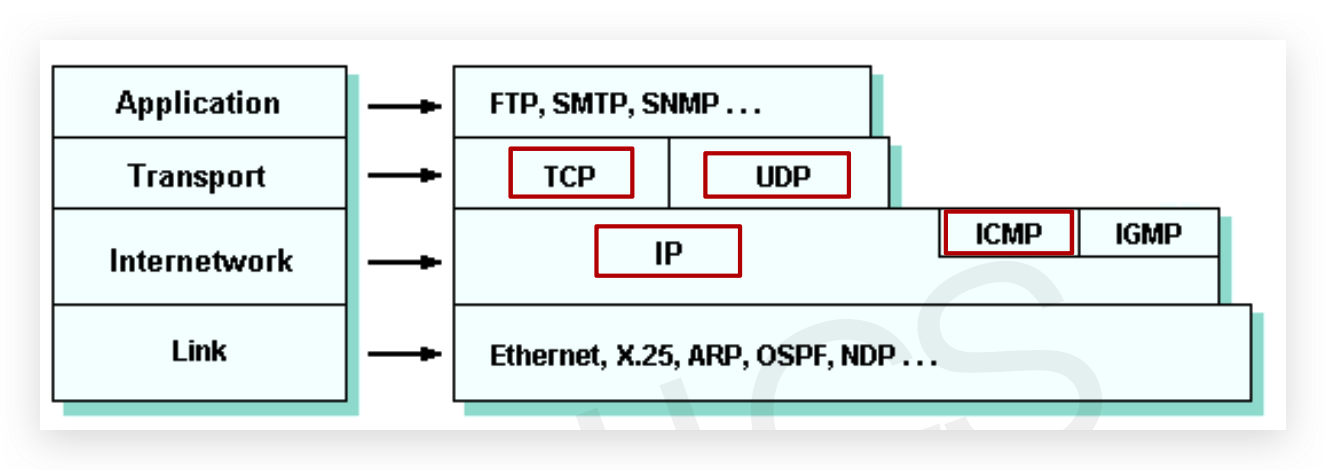 Application
FTP, SMTP, SNMP . . .
Transport
TCP
UDP
Internetwork
IP
ICMP
IGMP
Link
Ethernet, X.25, ARP, OSPF, NDP . . .